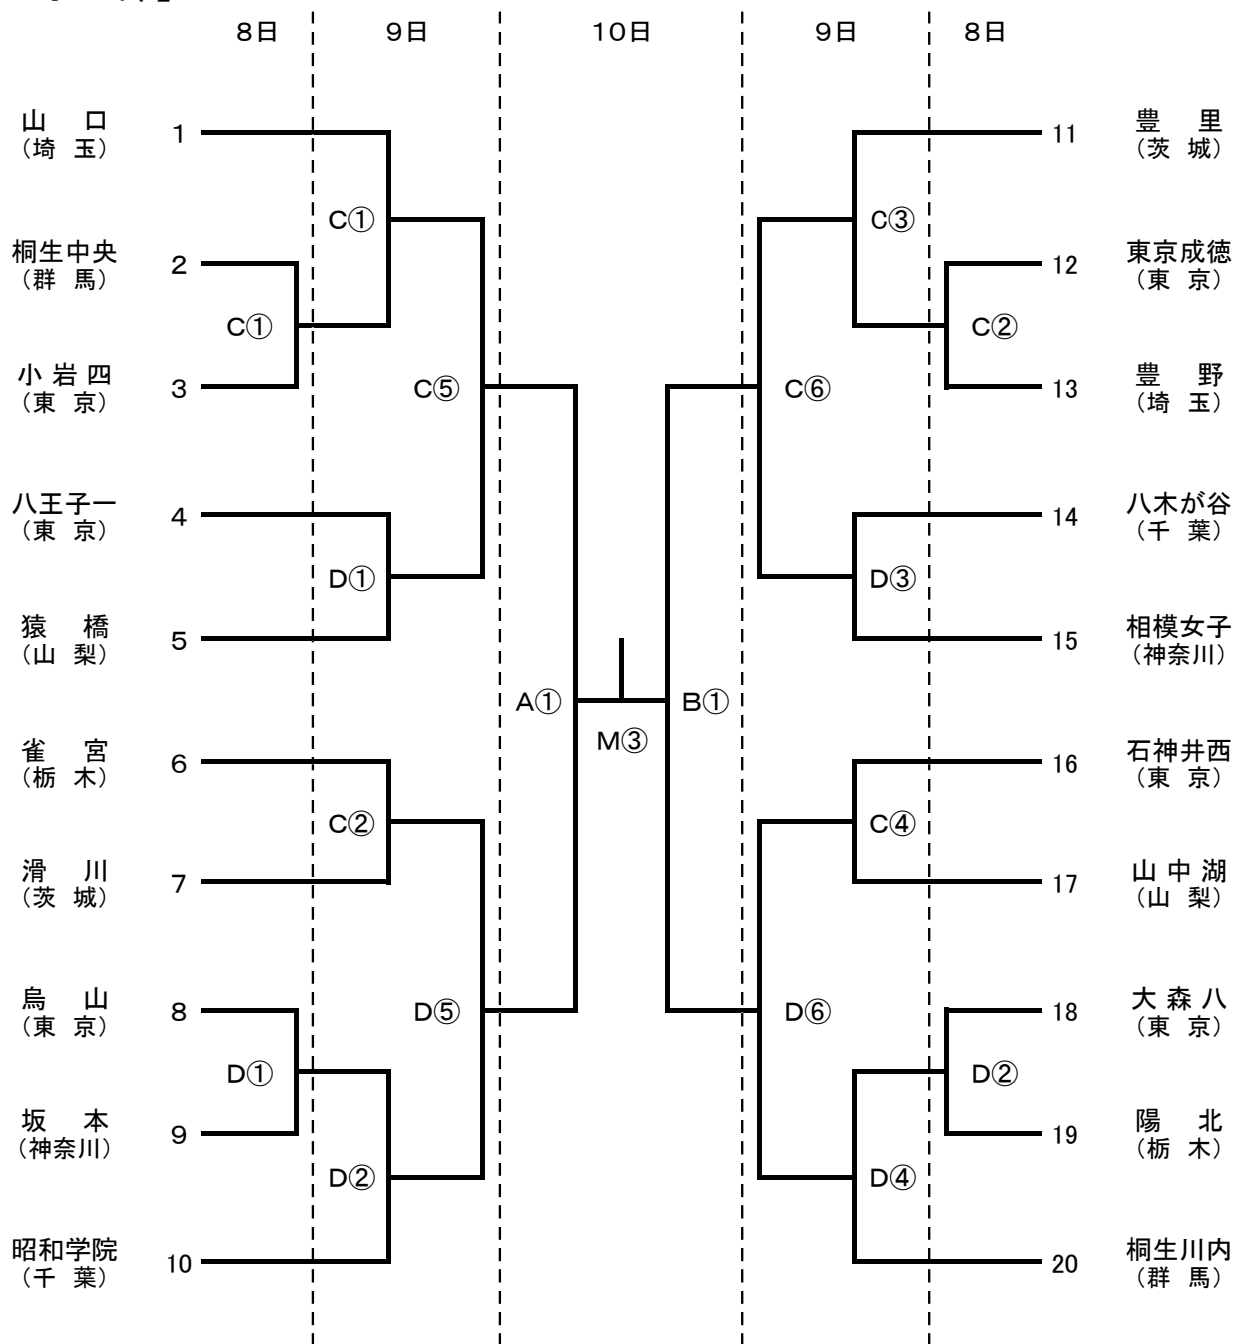 8日 9日 10日 9日 8日
山 口 1
（埼 玉）
11 豊 里
（茨 城）
C①
C③
桐生中央 2
（群 馬）
12 東京成徳
（東 京）
C①
C②
小 岩 四 3
（東 京）
C⑤
C⑥
13 豊 野
（埼 玉）
八王子一 4
（東 京）
14 八木が谷
（千 葉）
D①
D③
猿 橋 5
（山 梨）
15 相模女子
（神奈川）
A①
B①
M③
雀 宮 6
（栃 木）
16 石神井西
（東 京）
C②
C④
滑 川 7
（茨 城）
17 山 中 湖
（山 梨）
烏 山 8
（東 京）
D⑤
D⑥
18 大 森 八
（東 京）
D①
D②
坂 本 9
（神奈川）
19 陽 北
（栃 木）
D②
D④
昭和学院 10
（千 葉）
20 桐生川内
（群 馬）